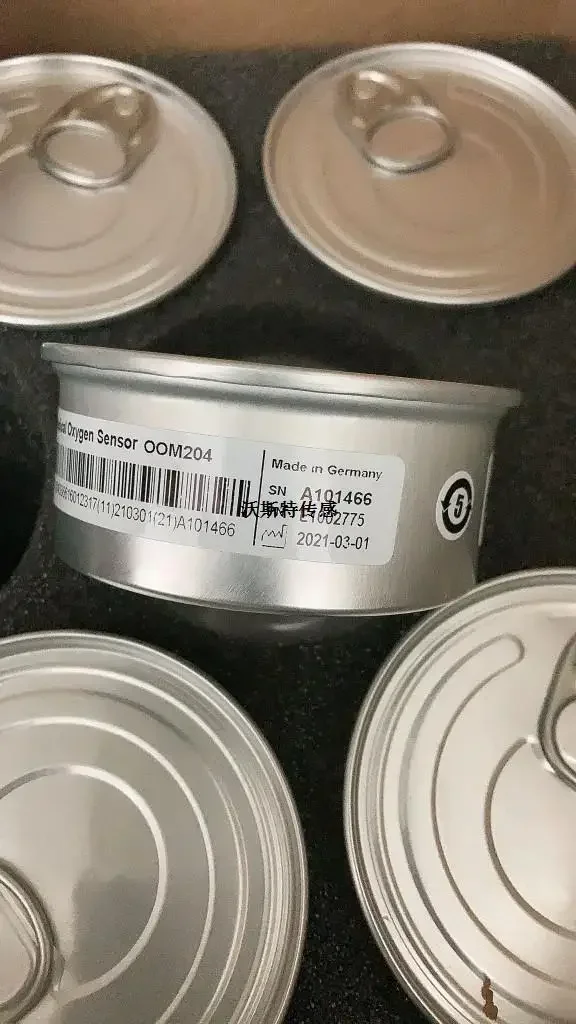 Oxygen Sensor OOM204
Made in Germany
SN A101466
沃斯特传感
2021-03-01
16012317(11)210301(21)A101466
5